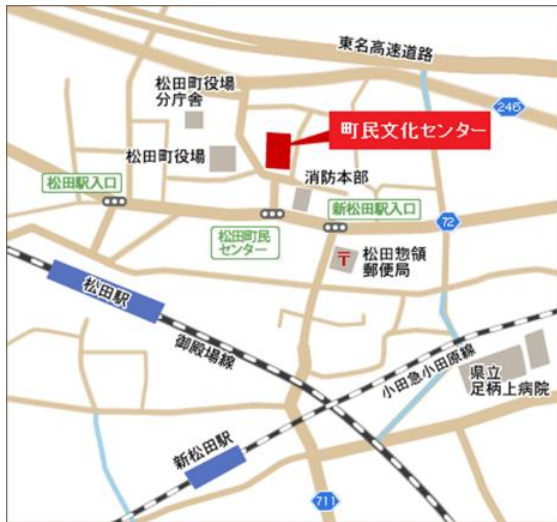 東名高速道路
246
松田町役場
分庁舎
町民文化センター
松田町役場
消防本部
松田駅入口
新松田駅入口
72
松田町民
センター
〒
松田惣領
郵便局
松田駅
御殿場線
小田急小田原線
県立
足柄上病院
新松田駅
711